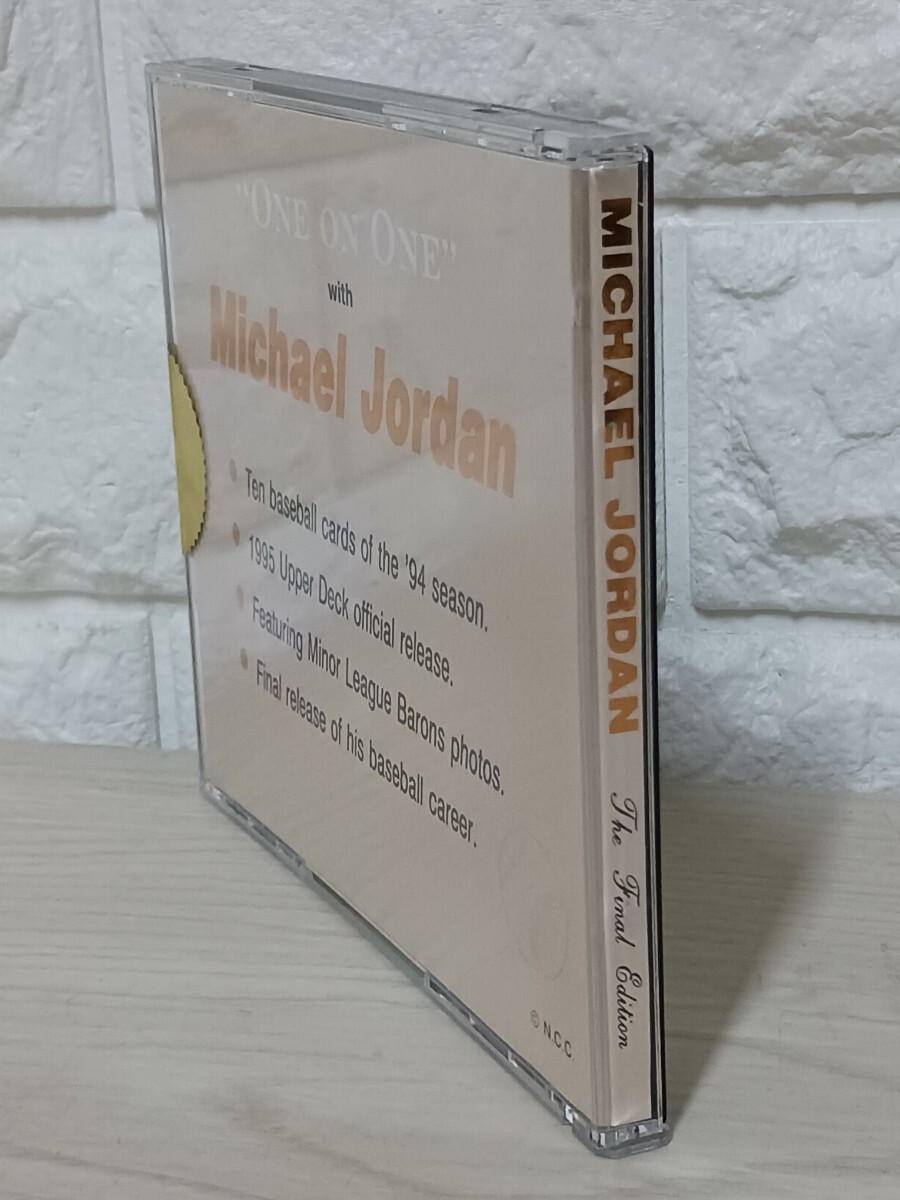 "ONE ON ONE"
with
Michael Jordan
• Ten baseball cards of the '94 season.
• 1995 Upper Deck official release.
• Featuring Minor League Barons photos.
• Final release of his baseball career.
© N.C.C.
MICHAEL JORDAN The Final Edition